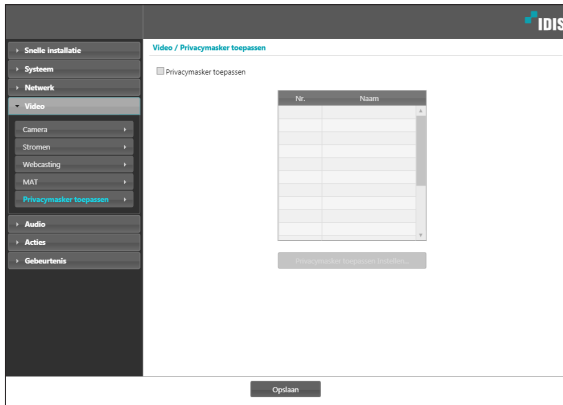 IDIS
Snelle installatie
Systeem
Netwerk
Video
Camera
Stromen
Webcasting
MAT
Privacymasker toepassen
Audio
Acties
Gebeurtenis
Video / Privacymasker toepassen
Privacymasker toepassen
Nr. Naam
Privacymasker toepassen instellen...
Opslaan